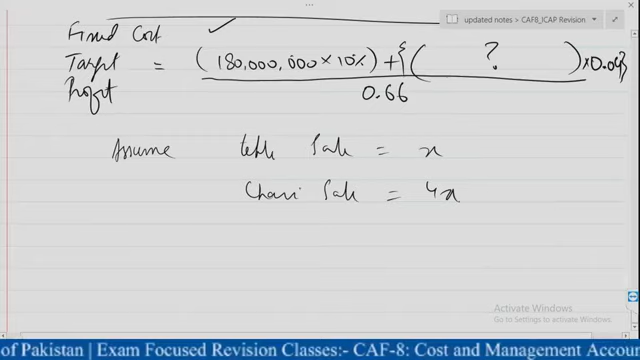 updated notes > CAF8_ICAP Revision
Fixed Cost
Target = (180,000,000 × 10%) + {( ? ) × 0.04}
Profit
0.66
Assume table Sale = x
Chair Sale = 4x
Activate Windows
Go to Settings to activate Windows.
of Pakistan | Exam Focused Revision Classes:- CAF-8: Cost and Management Accoun